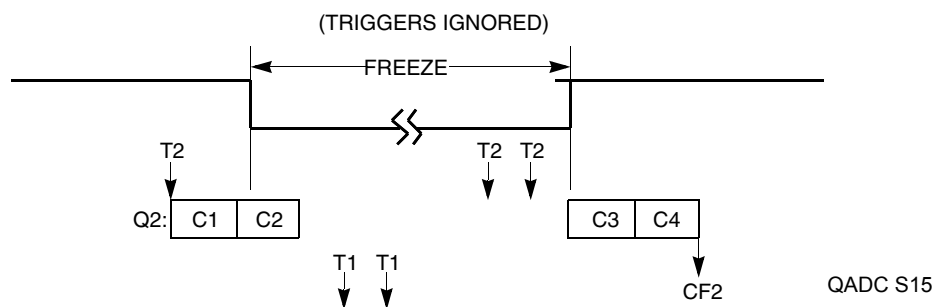 (TRIGGERS IGNORED)
FREEZE
T2
T2 T2
Q2: C1 C2
C3 C4
T1 T1
CF2
QADC S15